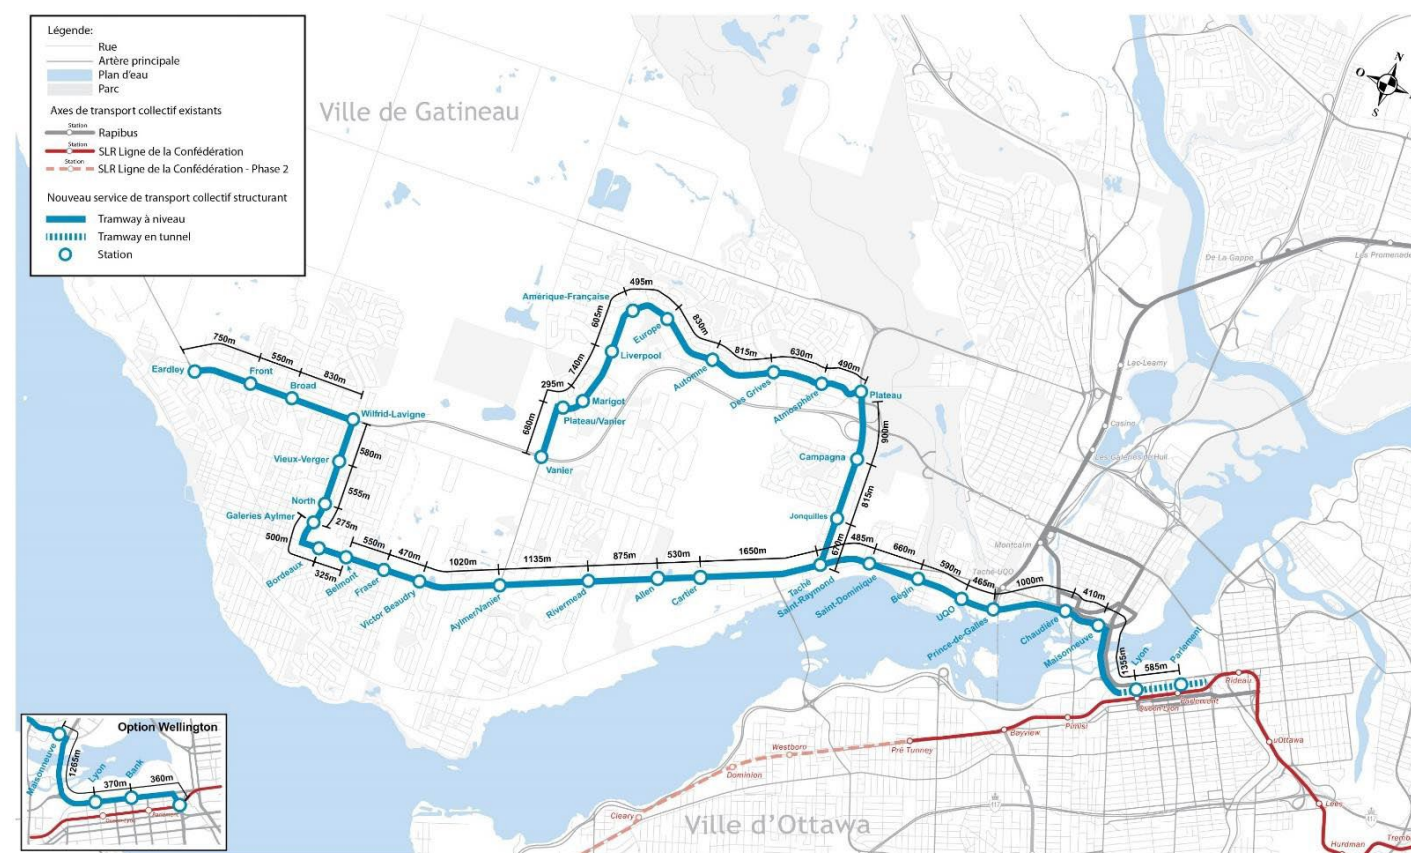 Légende:
Rue
Artère principale
Plan d'eau
Parc
Axes de transport collectif existants
Station
Rapibus
Station
SLR Ligne de la Confédération
Station
SLR Ligne de la Confédération - Phase 2
Nouveau service de transport collectif structurant
Tramway à niveau
Tramway en tunnel
Station
Ville de Gatineau
N
O
S
De La Gappe
Les Promenades
Lac-Leamy
Casino
Les Galeries de Hull
Montcalm
Taché-UQO
495m
Amérique-Française
605m
Europe
830m
815m
630m
490m
740m
Liverpool
Automne
Des Grives
Atmosphère
Plateau
295m
Marigot
Plateau/Vanier
680m
Vanier
900m
Campagna
815m
Jonquilles
670m
750m
550m
830m
Eardley
Front
Broad
Wilfrid-Lavigne
580m
Vieux-Verger
555m
North
Galeries Aylmer
275m
500m
Bordeaux
325m
550m
Belmont
470m
Fraser
1020m
Victor Beaudry
1135m
Aylmer/Vanier
875m
Rivermead
530m
Allen
1650m
Cartier
Taché
Saint-Raymond
485m
Saint-Dominique
660m
Bégin
590m
UQO
465m
Prince-de-Galles
1000m
Chaudière
410m
Maisonneuve
1355m
Lyon
585m
Parlement
Rideau
uOttawa
Lees
Hurdman
Pimisi
Bayview
Pré Tunney
Westboro
Dominion
Cleary
417
417
Ville d'Ottawa
Option Wellington
Maisonneuve
1265m
Lyon
370m
Bank
360m